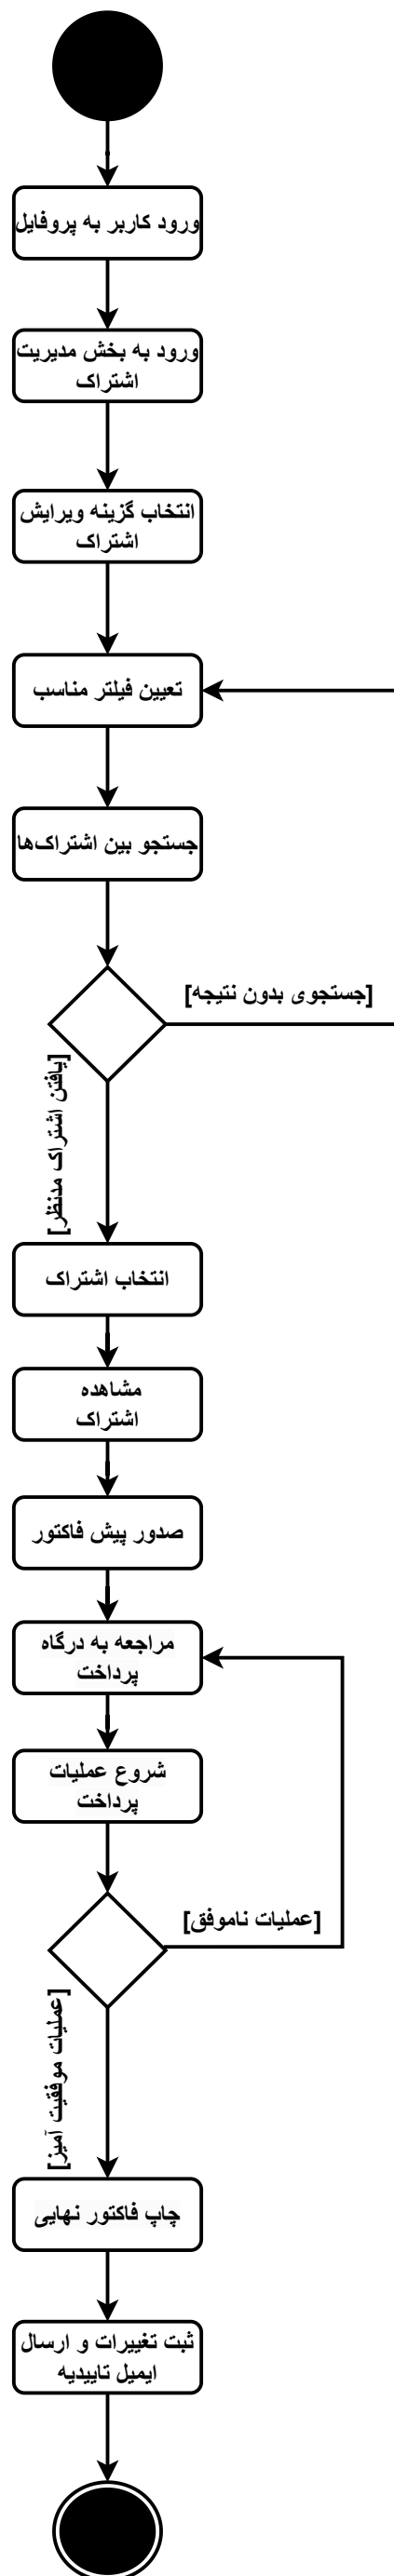 ورود کاربر به پروفایل
ورود به بخش مدیریت
اشتراک
انتخاب گزینه ویرایش
اشتراک
تعیین فیلتر مناسب
جستجو بین اشتراک‌ها
[جستجوی بدون نتیجه]
[یافتن اشتراک مدنظر]
انتخاب اشتراک
مشاهده
اشتراک
صدور پیش فاکتور
مراجعه به درگاه
پرداخت
شروع عملیات
پرداخت
[عملیات ناموفق]
[عملیات موفقیت آمیز]
چاپ فاکتور نهایی
ثبت تغییرات و ارسال
ایمیل تاییدیه